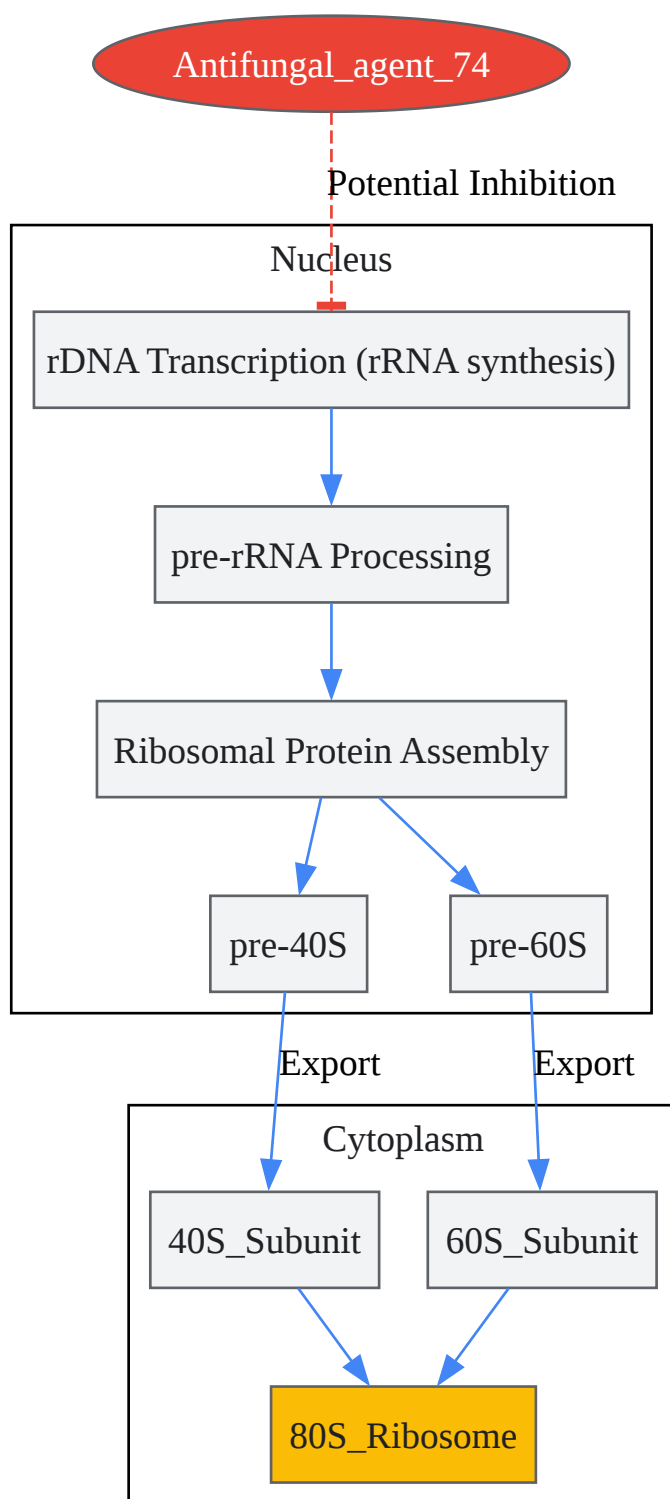 Antifungal_agent_74
Potential Inhibition
Nucleus
rDNA Transcription (rRNA synthesis)
pre-rRNA Processing
Ribosomal Protein Assembly
pre-40S
pre-60S
Export
Export
Cytoplasm
40S_Subunit
60S_Subunit
80S_Ribosome